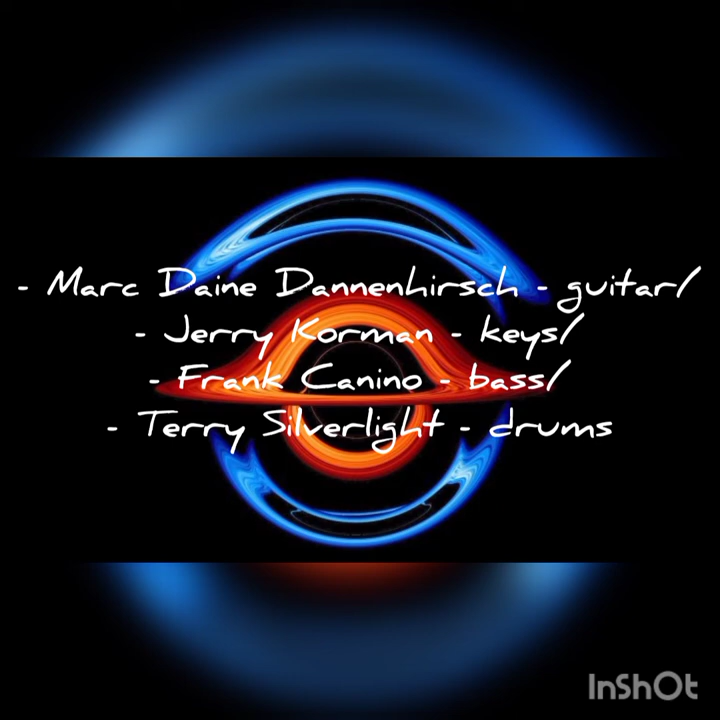 - Marc Daine Dannenhirsch - guitar/
- Jerry Korman - keys/
- Frank Canino - bass/
- Terry Silverlight - drums
InShOt